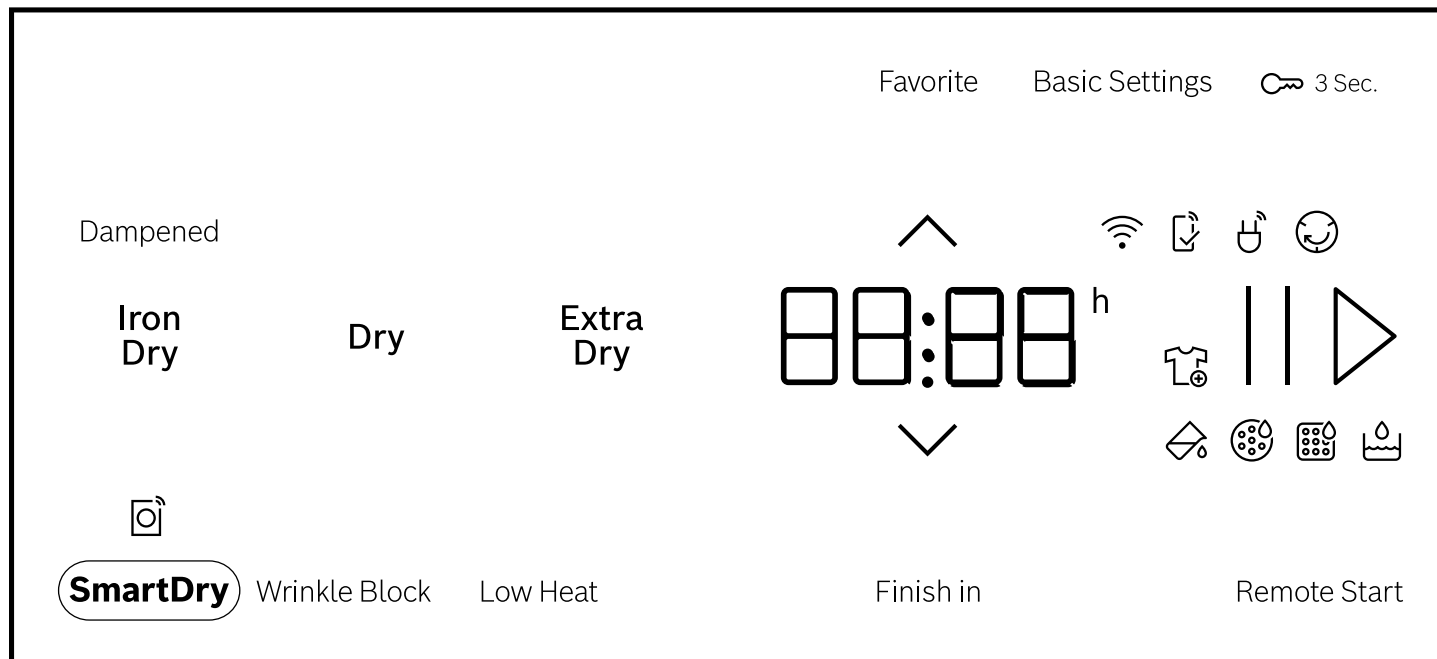 Favorite Basic Settings 3 Sec.
Dampened
Iron
Dry
Dry
Extra
Dry
88:88 h
SmartDry Wrinkle Block Low Heat Finish in Remote Start